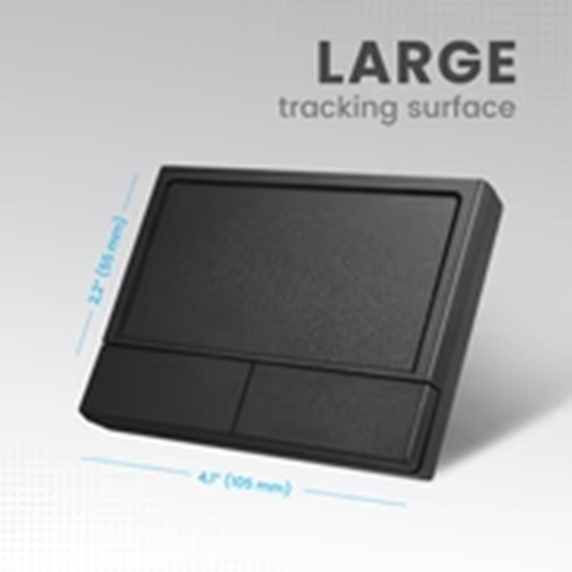 LARGE
tracking surface
2.2" (55 mm)
4.1" (105 mm)